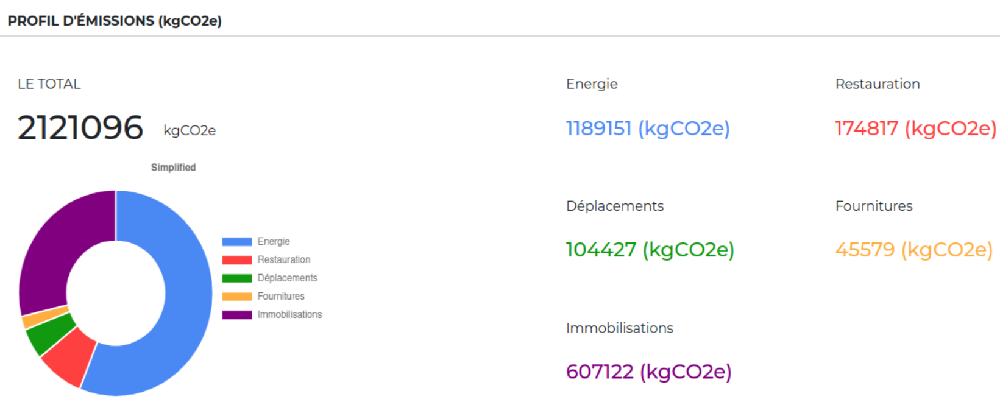 PROFIL D'ÉMISSIONS (kgCO2e)
LE TOTAL
2121096 kgCO2e
Simplified
Energie
Restauration
Déplacements
Fournitures
Immobilisations
Energie
1189151 (kgCO2e)
Restauration
174817 (kgCO2e)
Déplacements
104427 (kgCO2e)
Fournitures
45579 (kgCO2e)
Immobilisations
607122 (kgCO2e)